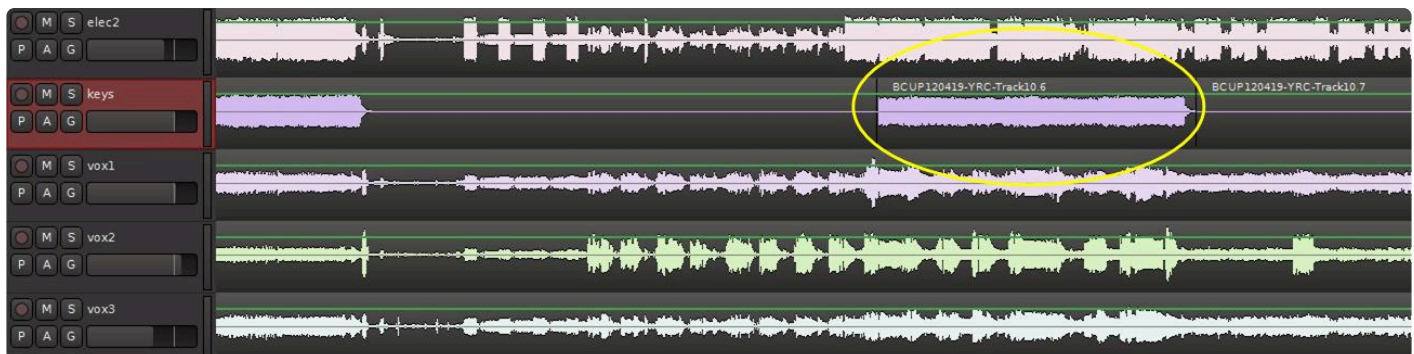 M S elec2
P A G
M S keys
P A G
BCUP120419-YRC-Track10.6
BCUP120419-YRC-Track10.7
M S vox1
P A G
M S vox2
P A G
M S vox3
P A G